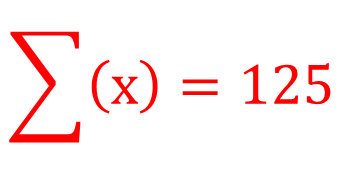 ∑(x) = 125